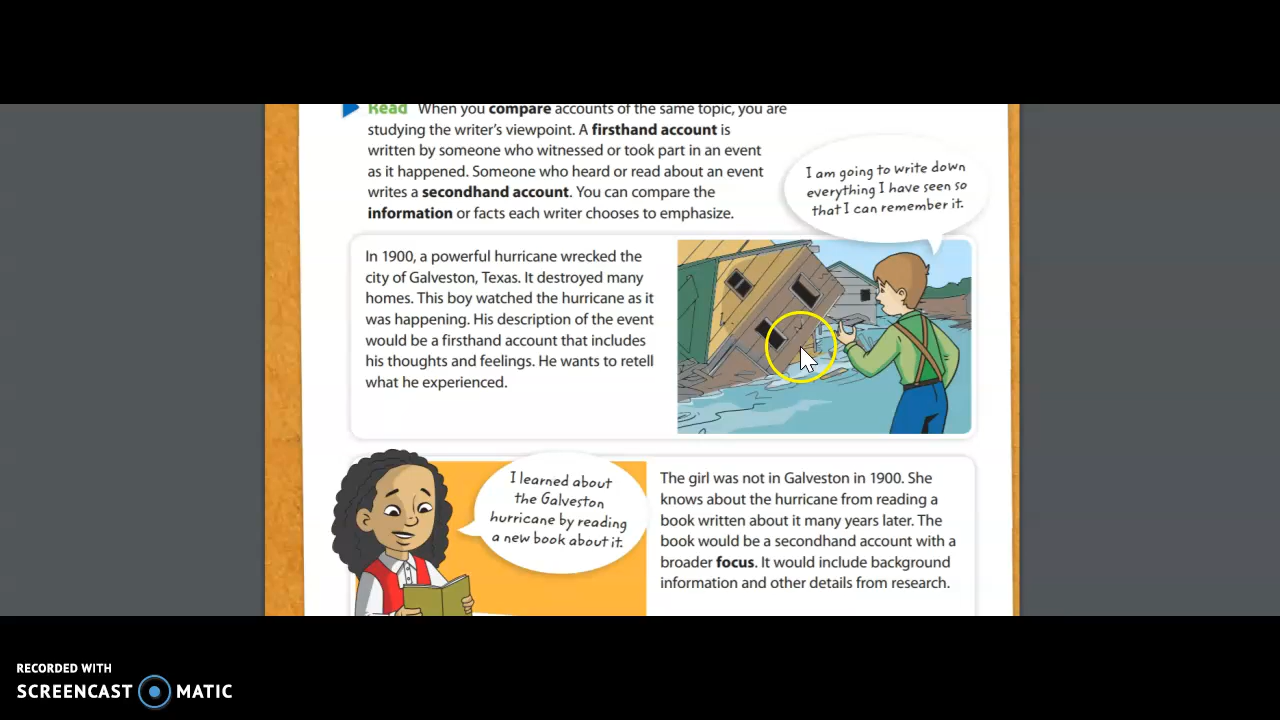 Read When you compare accounts of the same topic, you are
studying the writer's viewpoint. A firsthand account is
written by someone who witnessed or took part in an event
as it happened. Someone who heard or read about an event
writes a secondhand account. You can compare the
information or facts each writer chooses to emphasize.
I am going to write down
everything I have seen so
that I can remember it.
In 1900, a powerful hurricane wrecked the
city of Galveston, Texas. It destroyed many
homes. This boy watched the hurricane as it
was happening. His description of the event
would be a firsthand account that includes
his thoughts and feelings. He wants to retell
what he experienced.
I learned about
the Galveston
hurricane by reading
a new book about it.
The girl was not in Galveston in 1900. She
knows about the hurricane from reading a
book written about it many years later. The
book would be a secondhand account with a
broader focus. It would include background
information and other details from research.
RECORDED WITH
SCREENCAST MATIC